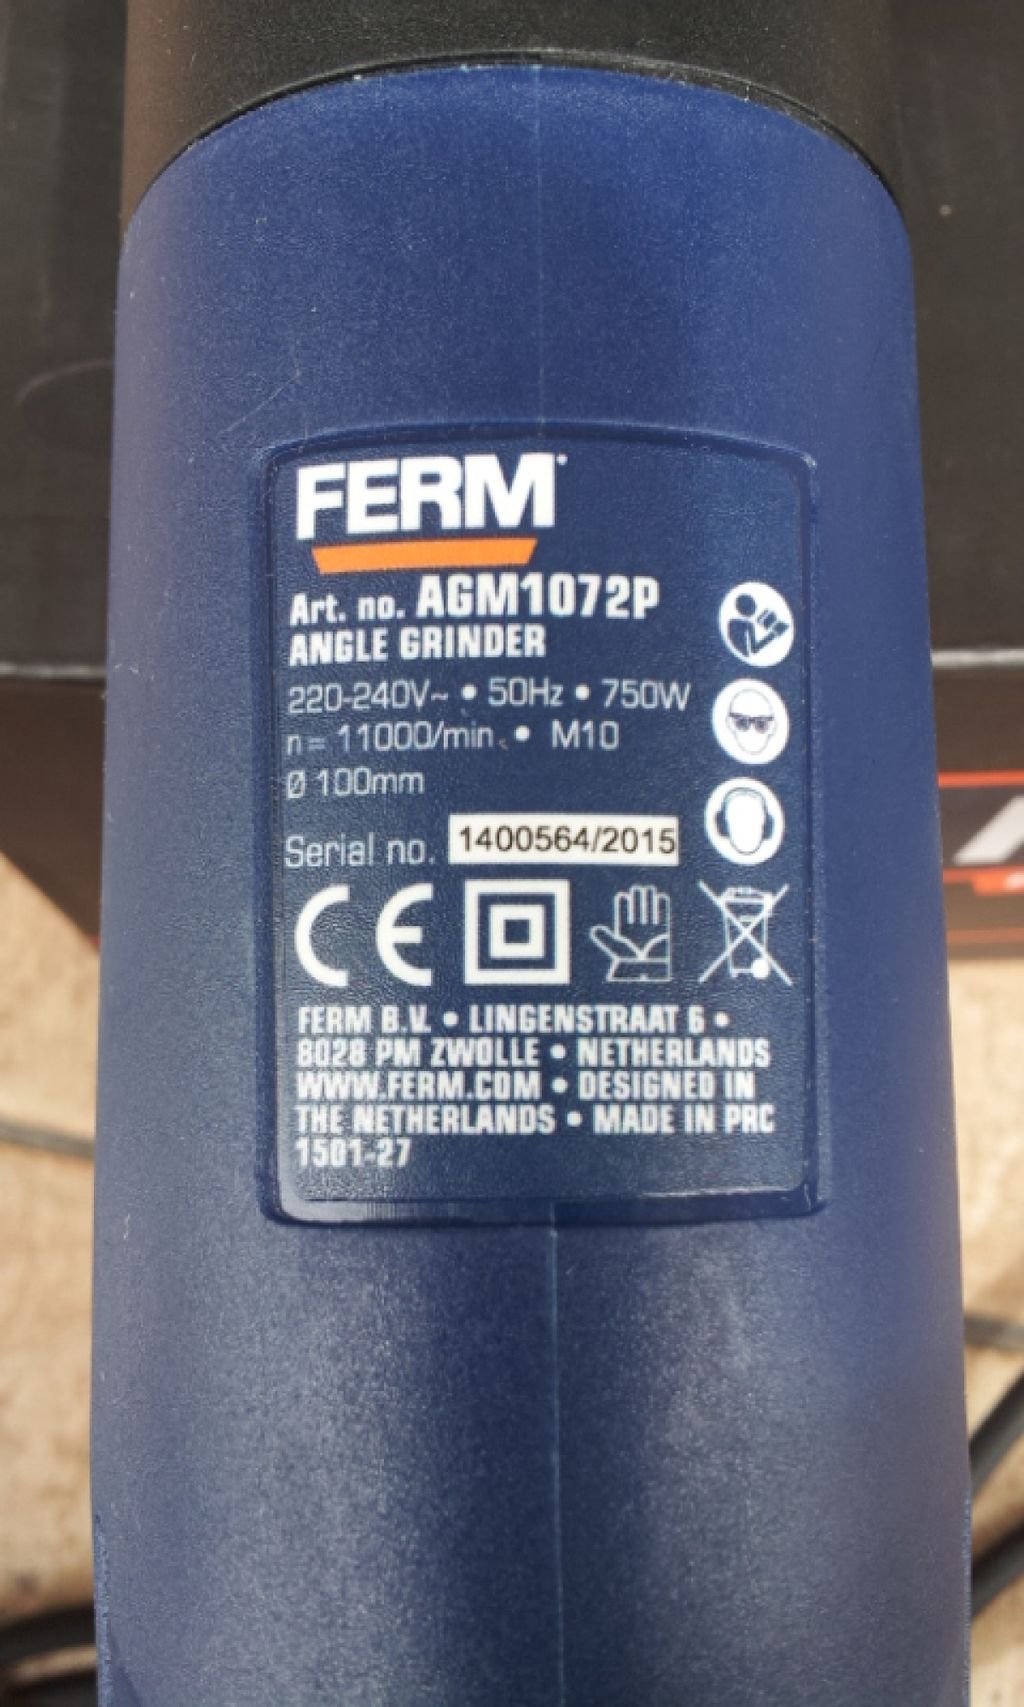 FERM
Art. no. AGM1072P
ANGLE GRINDER
220-240V~ • 50Hz • 750W
n= 11000/min. • M10
Ø 100mm
Serial no. 1400564/2015
CE
FERM B.V. • LINGENSTRAAT 6 •
8028 PM ZWOLLE • NETHERLANDS
WWW.FERM.COM • DESIGNED IN
THE NETHERLANDS • MADE IN PRC
1501-27